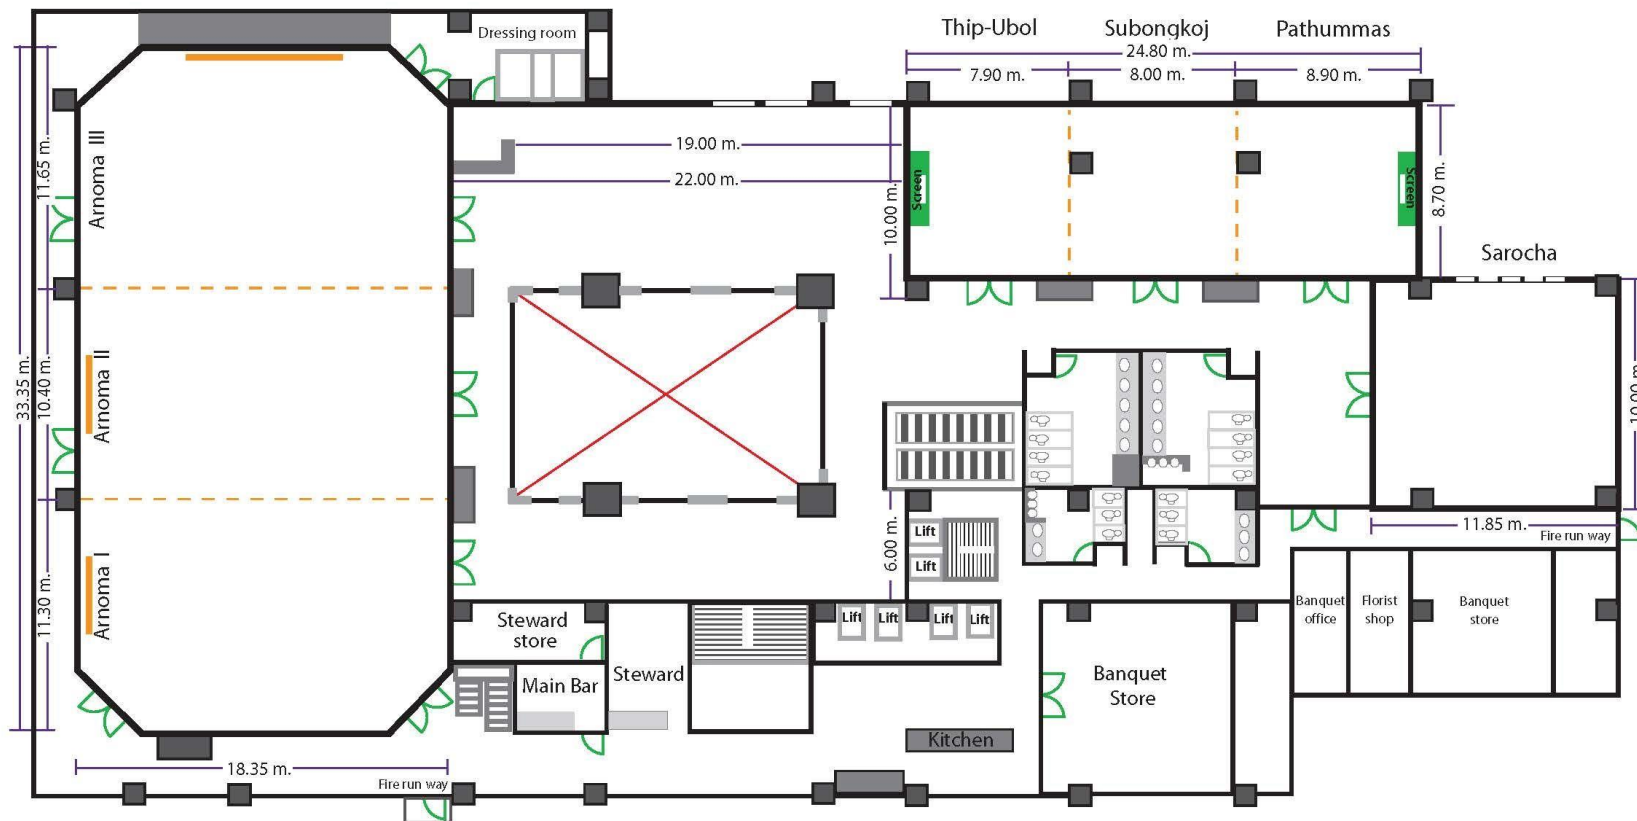 Thip-Ubol
Subongkoj
Pathummas
24.80 m.
7.90 m.
8.00 m.
8.90 m.
Dressing room
19.00 m.
22.00 m.
10.00 m.
Screen
Screen
8.70 m.
Arnoma III
11.65 m.
Sarocha
33.35 m.
10.40 m.
Arnoma II
10.00 m.
11.85 m.
Fire run way
6.00 m.
Lift
Lift
11.30 m.
Arnoma I
Steward
store
Lift
Lift
Lift
Lift
Banquet
office
Florist
shop
Banquet
store
Main Bar
Steward
Banquet
Store
Kitchen
18.35 m.
Fire run way